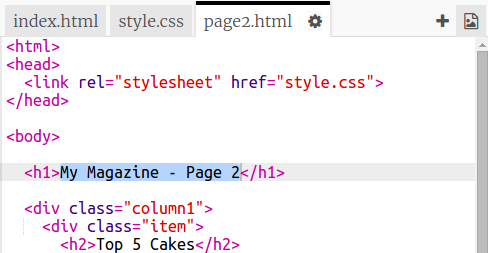 index.html style.css page2.html
<html>
<head>
<link rel="stylesheet" href="style.css">
</head>
<body>
<h1>My Magazine - Page 2</h1>
<div class="column1">
<div class="item">
<h2>Top 5 Cakes</h2>